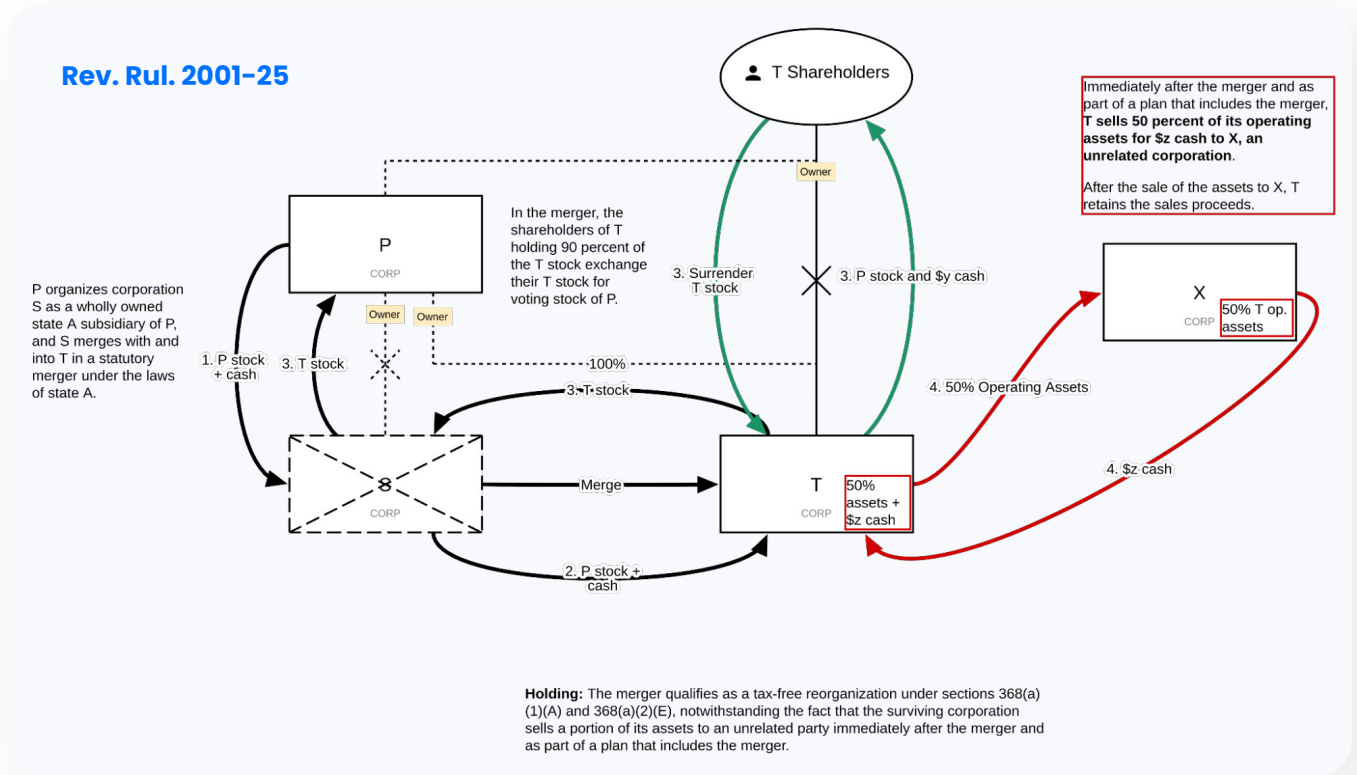 Rev. Rul. 2001-25
T Shareholders
Immediately after the merger and as
part of a plan that includes the merger,
T sells 50 percent of its operating
assets for $z cash to X, an
unrelated corporation.
After the sale of the assets to X, T
retains the sales proceeds.
Owner
P
CORP
In the merger, the
shareholders of T
holding 90 percent of
the T stock exchange
their T stock for
voting stock of P.
3. Surrender
T stock
3. P stock and $y cash
P organizes corporation
S as a wholly owned
state A subsidiary of P,
and S merges with and
into T in a statutory
merger under the laws
of state A.
Owner
Owner
1. P stock
+ cash
3. T stock
100%
3. T stock
X
CORP
50% T op.
assets
4. 50% Operating Assets
4. $z cash
S
CORP
Merge
T
CORP
50%
assets +
$z cash
2. P stock +
cash
Holding: The merger qualifies as a tax-free reorganization under sections 368(a)
(1)(A) and 368(a)(2)(E), notwithstanding the fact that the surviving corporation
sells a portion of its assets to an unrelated party immediately after the merger and
as part of a plan that includes the merger.